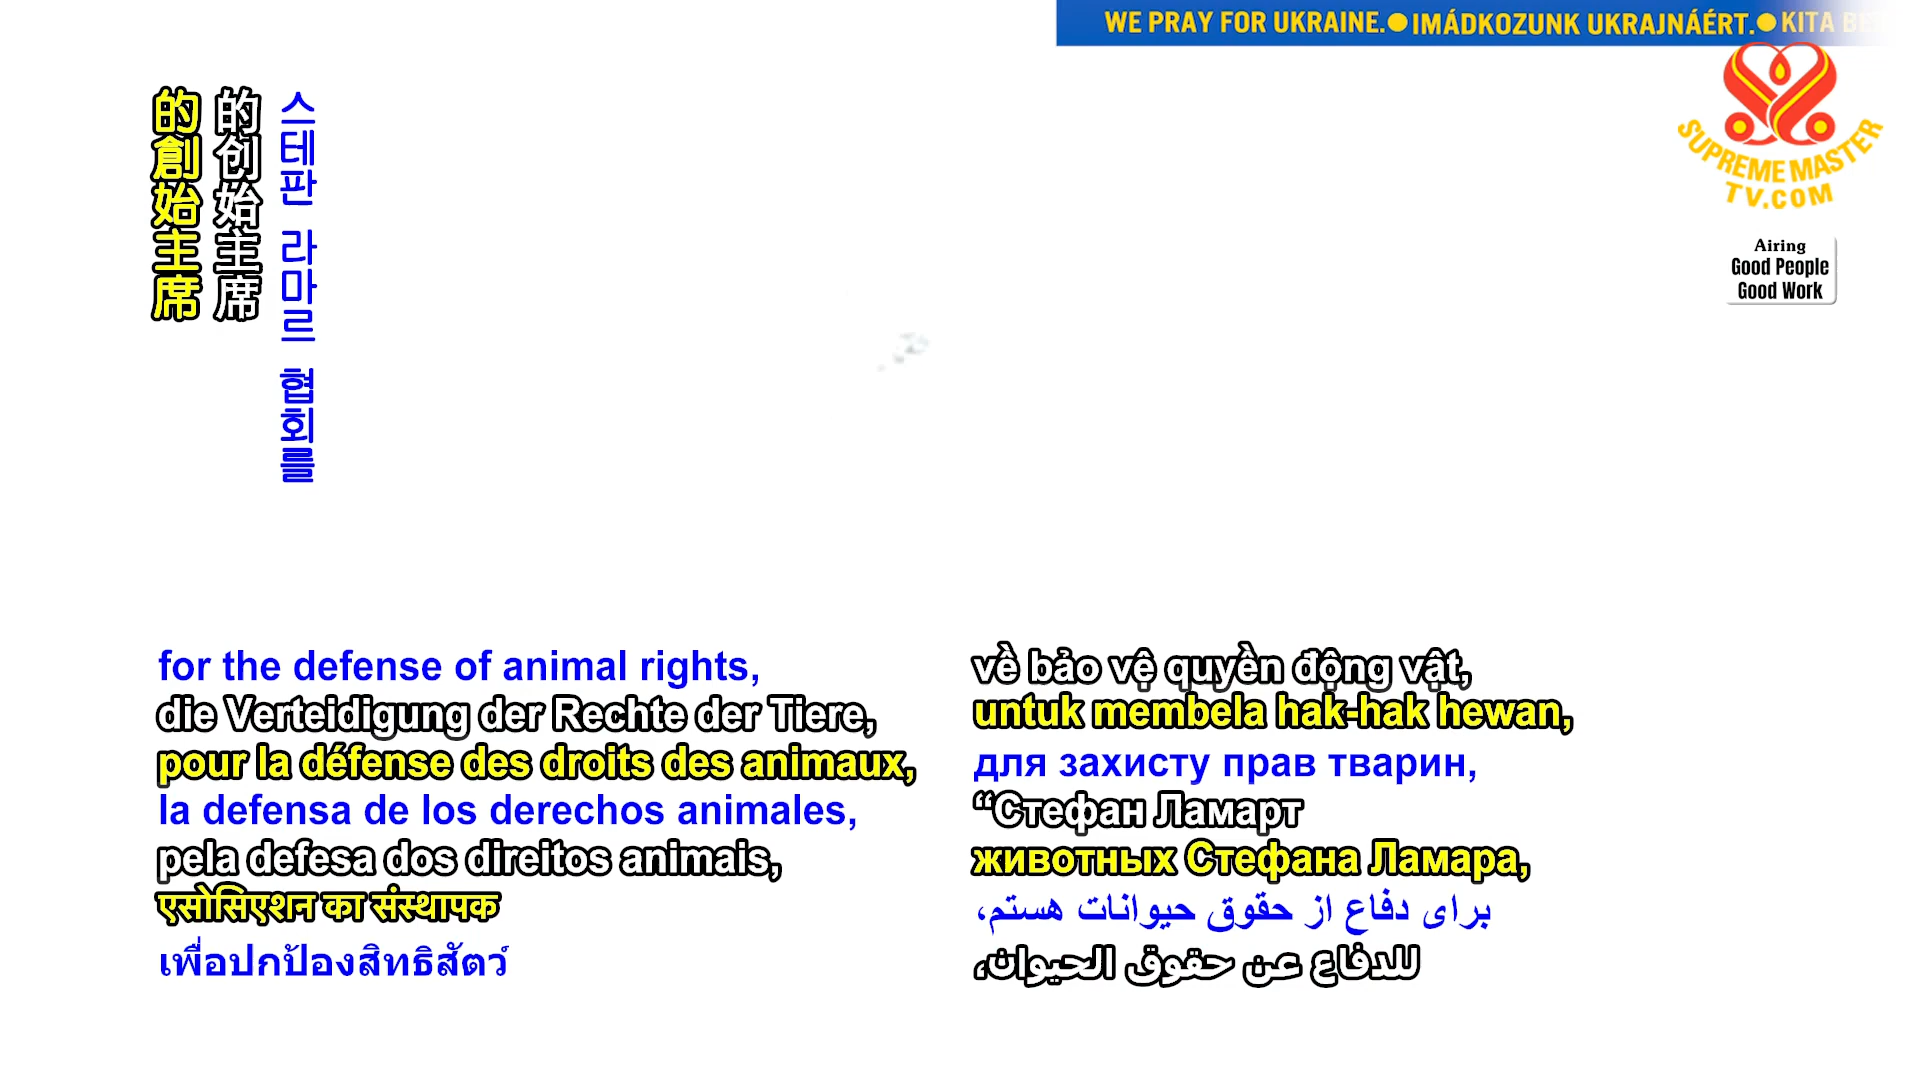 WE PRAY FOR UKRAINE.●IMÁDKOZUNK UKRAJNÁÉRT.●KITA
SUPREME MASTER
TV.COM
Airing
Good People
Good Work
스테판 라마르 협회를
的创始主席
的創始主席
for the defense of animal rights,
die Verteidigung der Rechte der Tiere,
pour la défense des droits des animaux,
la defensa de los derechos animales,
pela defesa dos direitos animais,
एसोसिएशन का संस्थापक
เพื่อปกป้องสิทธิสัตว์
về bảo vệ quyền động vật,
untuk membela hak-hak hewan,
для захисту прав тварин,
“Стефан Ламарт
животных Стефана Ламара,
برای دفاع از حقوق حیوانات هستم،
للدفاع عن حقوق الحيوان،